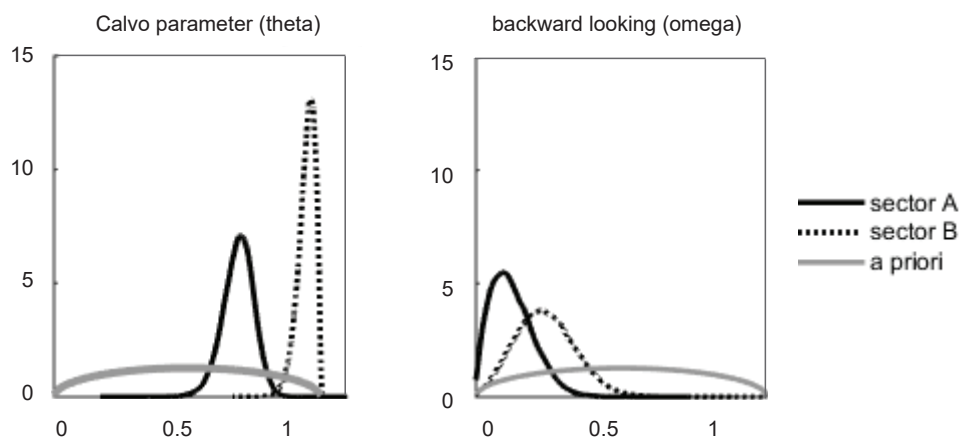 Calvo parameter (theta)
backward looking (omega)
15
10
5
0
0 0.5 1
15
10
5
0
0 0.5 1
sector A
sector B
a priori